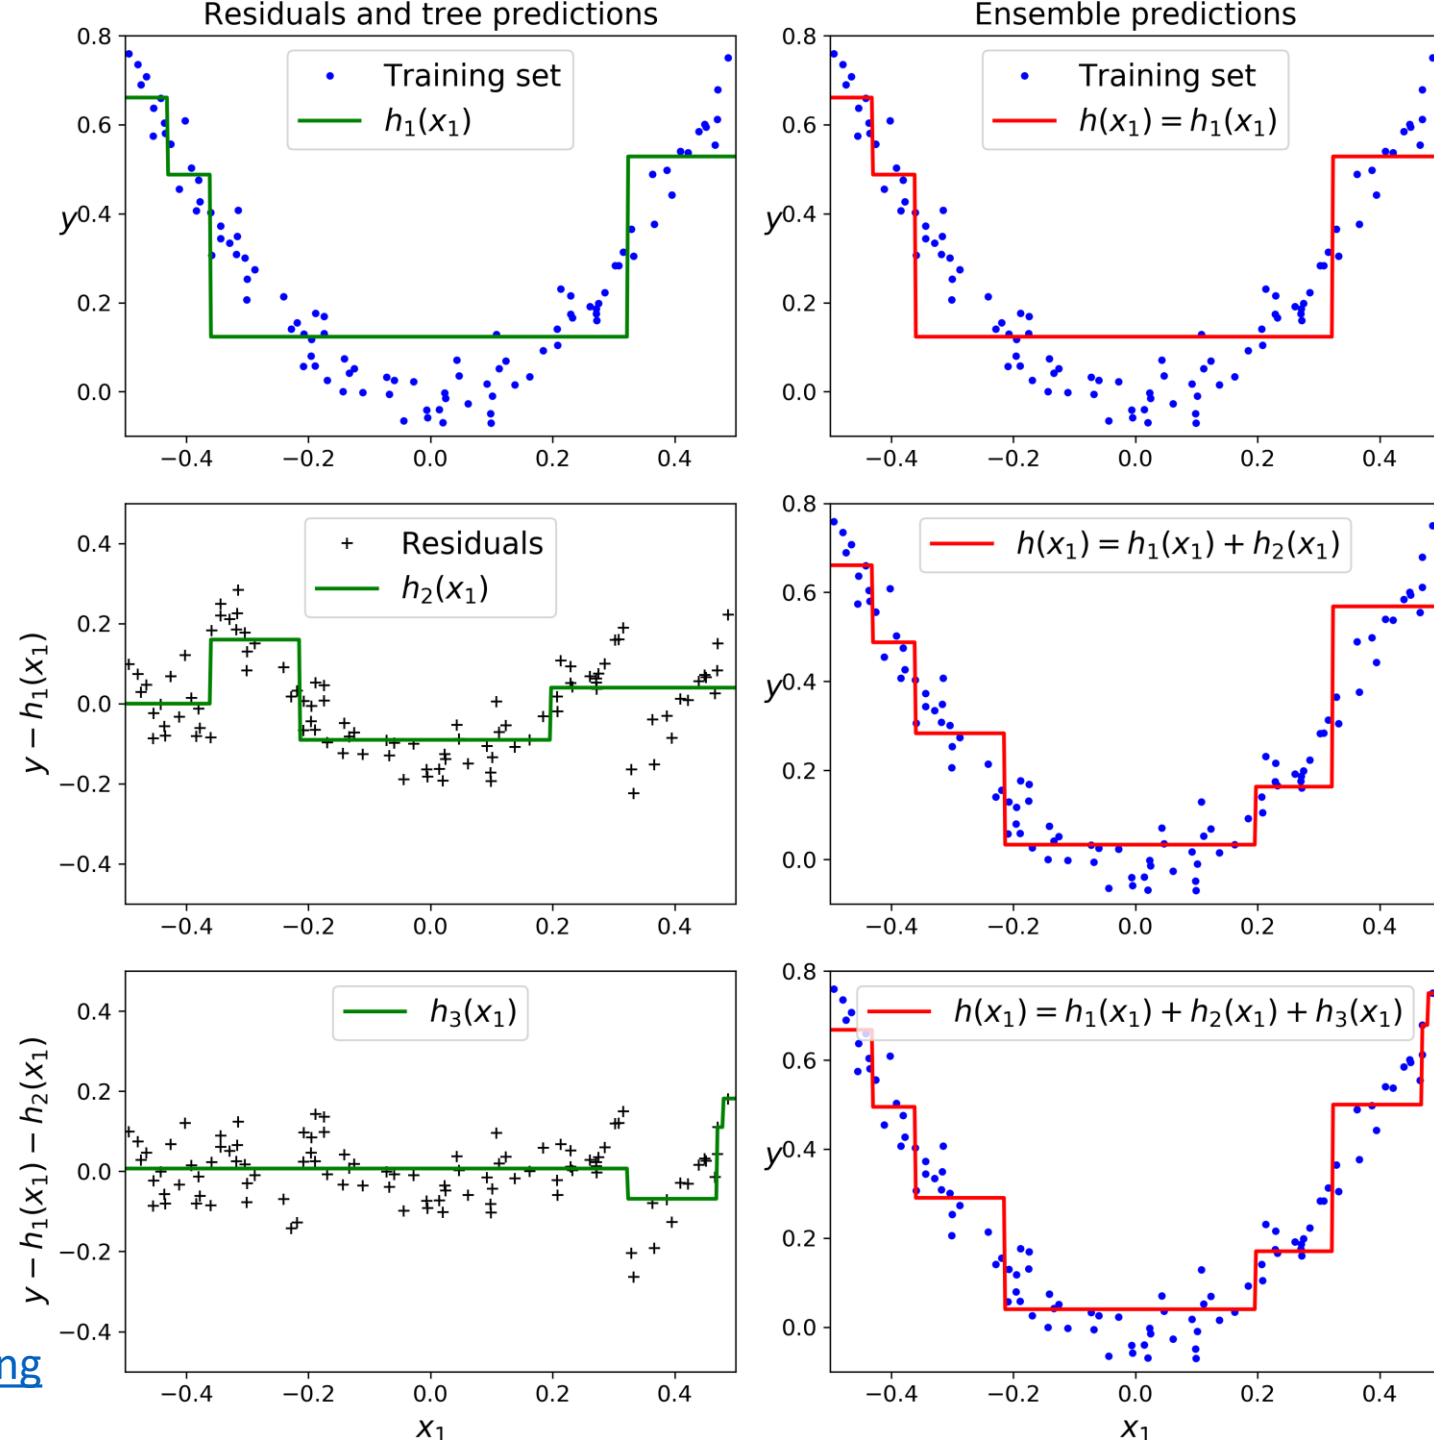 Residuals and tree predictions
Ensemble predictions
0.8
0.6
0.4
0.2
0.0
y
Training set
h₁(x₁)
−0.4 −0.2 0.0 0.2 0.4
0.8
0.6
0.4
0.2
0.0
y
Training set
h(x₁) = h₁(x₁)
−0.4 −0.2 0.0 0.2 0.4
0.4
0.2
0.0
−0.2
−0.4
y − h₁(x₁)
Residuals
h₂(x₁)
−0.4 −0.2 0.0 0.2 0.4
0.8
0.6
0.4
0.2
0.0
y
h(x₁) = h₁(x₁) + h₂(x₁)
−0.4 −0.2 0.0 0.2 0.4
0.4
0.2
0.0
−0.2
−0.4
y − h₁(x₁) − h₂(x₁)
h₃(x₁)
−0.4 −0.2 0.0 0.2 0.4
x₁
0.8
0.6
0.4
0.2
0.0
y
h(x₁) = h₁(x₁) + h₂(x₁) + h₃(x₁)
−0.4 −0.2 0.0 0.2 0.4
x₁
ng